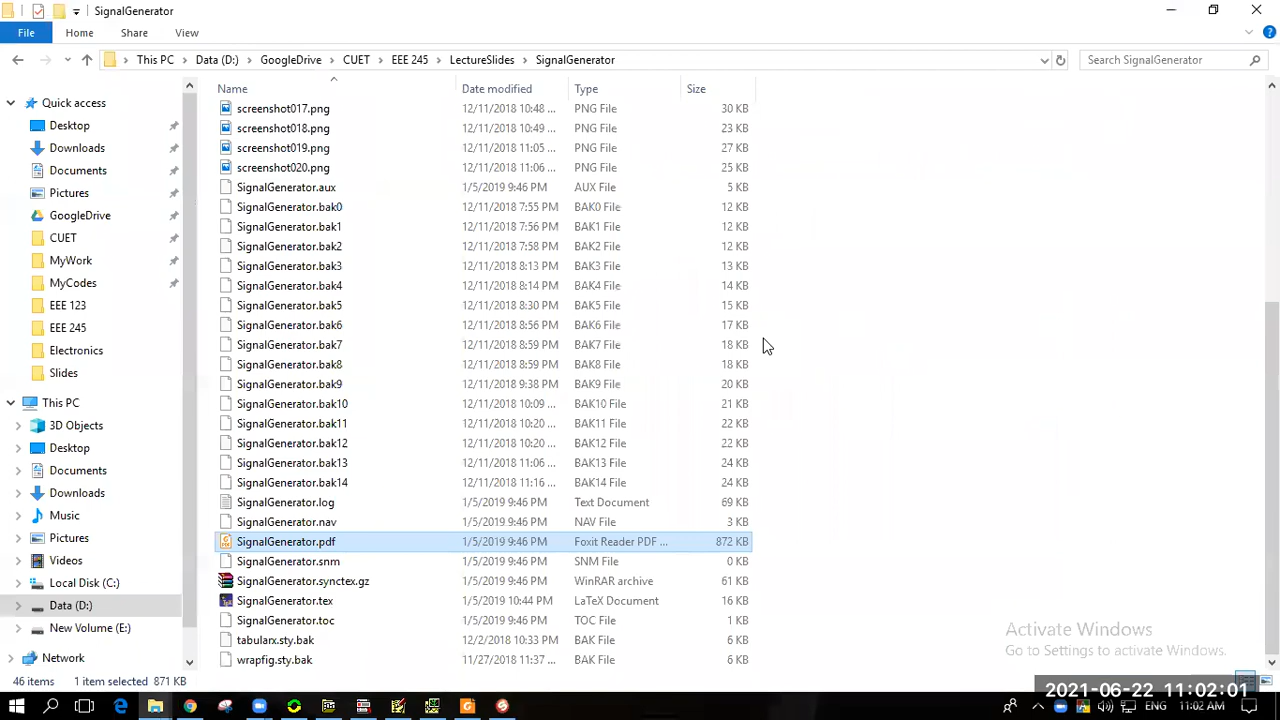 SignalGenerator
File Home Share View
This PC Data (D:) GoogleDrive CUET EEE 245 LectureSlides SignalGenerator Search SignalGenerator
Name Date modified Type Size
Quick access
Desktop
Downloads
Documents
Pictures
GoogleDrive
CUET
MyWork
MyCodes
EEE 123
EEE 245
Electronics
Slides
This PC
3D Objects
Desktop
Documents
Downloads
Music
Pictures
Videos
Local Disk (C:)
Data (D:)
New Volume (E:)
Network
screenshot017.png 12/11/2018 10:48 ... PNG File 30 KB
screenshot018.png 12/11/2018 10:49 ... PNG File 23 KB
screenshot019.png 12/11/2018 11:05 ... PNG File 27 KB
screenshot020.png 12/11/2018 11:06 ... PNG File 25 KB
SignalGenerator.aux 1/5/2019 9:46 PM AUX File 5 KB
SignalGenerator.bak0 12/11/2018 7:55 PM BAK0 File 12 KB
SignalGenerator.bak1 12/11/2018 7:56 PM BAK1 File 12 KB
SignalGenerator.bak2 12/11/2018 7:58 PM BAK2 File 12 KB
SignalGenerator.bak3 12/11/2018 8:13 PM BAK3 File 13 KB
SignalGenerator.bak4 12/11/2018 8:14 PM BAK4 File 14 KB
SignalGenerator.bak5 12/11/2018 8:30 PM BAK5 File 15 KB
SignalGenerator.bak6 12/11/2018 8:56 PM BAK6 File 17 KB
SignalGenerator.bak7 12/11/2018 8:59 PM BAK7 File 18 KB
SignalGenerator.bak8 12/11/2018 8:59 PM BAK8 File 18 KB
SignalGenerator.bak9 12/11/2018 9:38 PM BAK9 File 20 KB
SignalGenerator.bak10 12/11/2018 10:09 ... BAK10 File 21 KB
SignalGenerator.bak11 12/11/2018 10:20 ... BAK11 File 22 KB
SignalGenerator.bak12 12/11/2018 10:20 ... BAK12 File 22 KB
SignalGenerator.bak13 12/11/2018 11:06 ... BAK13 File 24 KB
SignalGenerator.bak14 12/11/2018 11:16 ... BAK14 File 24 KB
SignalGenerator.log 1/5/2019 9:46 PM Text Document 69 KB
SignalGenerator.nav 1/5/2019 9:46 PM NAV File 3 KB
SignalGenerator.pdf 1/5/2019 9:46 PM Foxit Reader PDF ... 872 KB
SignalGenerator.snm 1/5/2019 9:46 PM SNM File 0 KB
SignalGenerator.synctex.gz 1/5/2019 9:46 PM WinRAR archive 61 KB
SignalGenerator.tex 1/5/2019 10:44 PM LaTeX Document 16 KB
SignalGenerator.toc 1/5/2019 9:46 PM TOC File 1 KB
tabularx.sty.bak 12/2/2018 10:33 PM BAK File 6 KB
wrapfig.sty.bak 11/27/2018 11:37 ... BAK File 6 KB
Activate Windows
Go to Settings to activate Windows.
46 items 1 item selected 871 KB
2021-06-22 11:02:01
ENG 11:02 AM